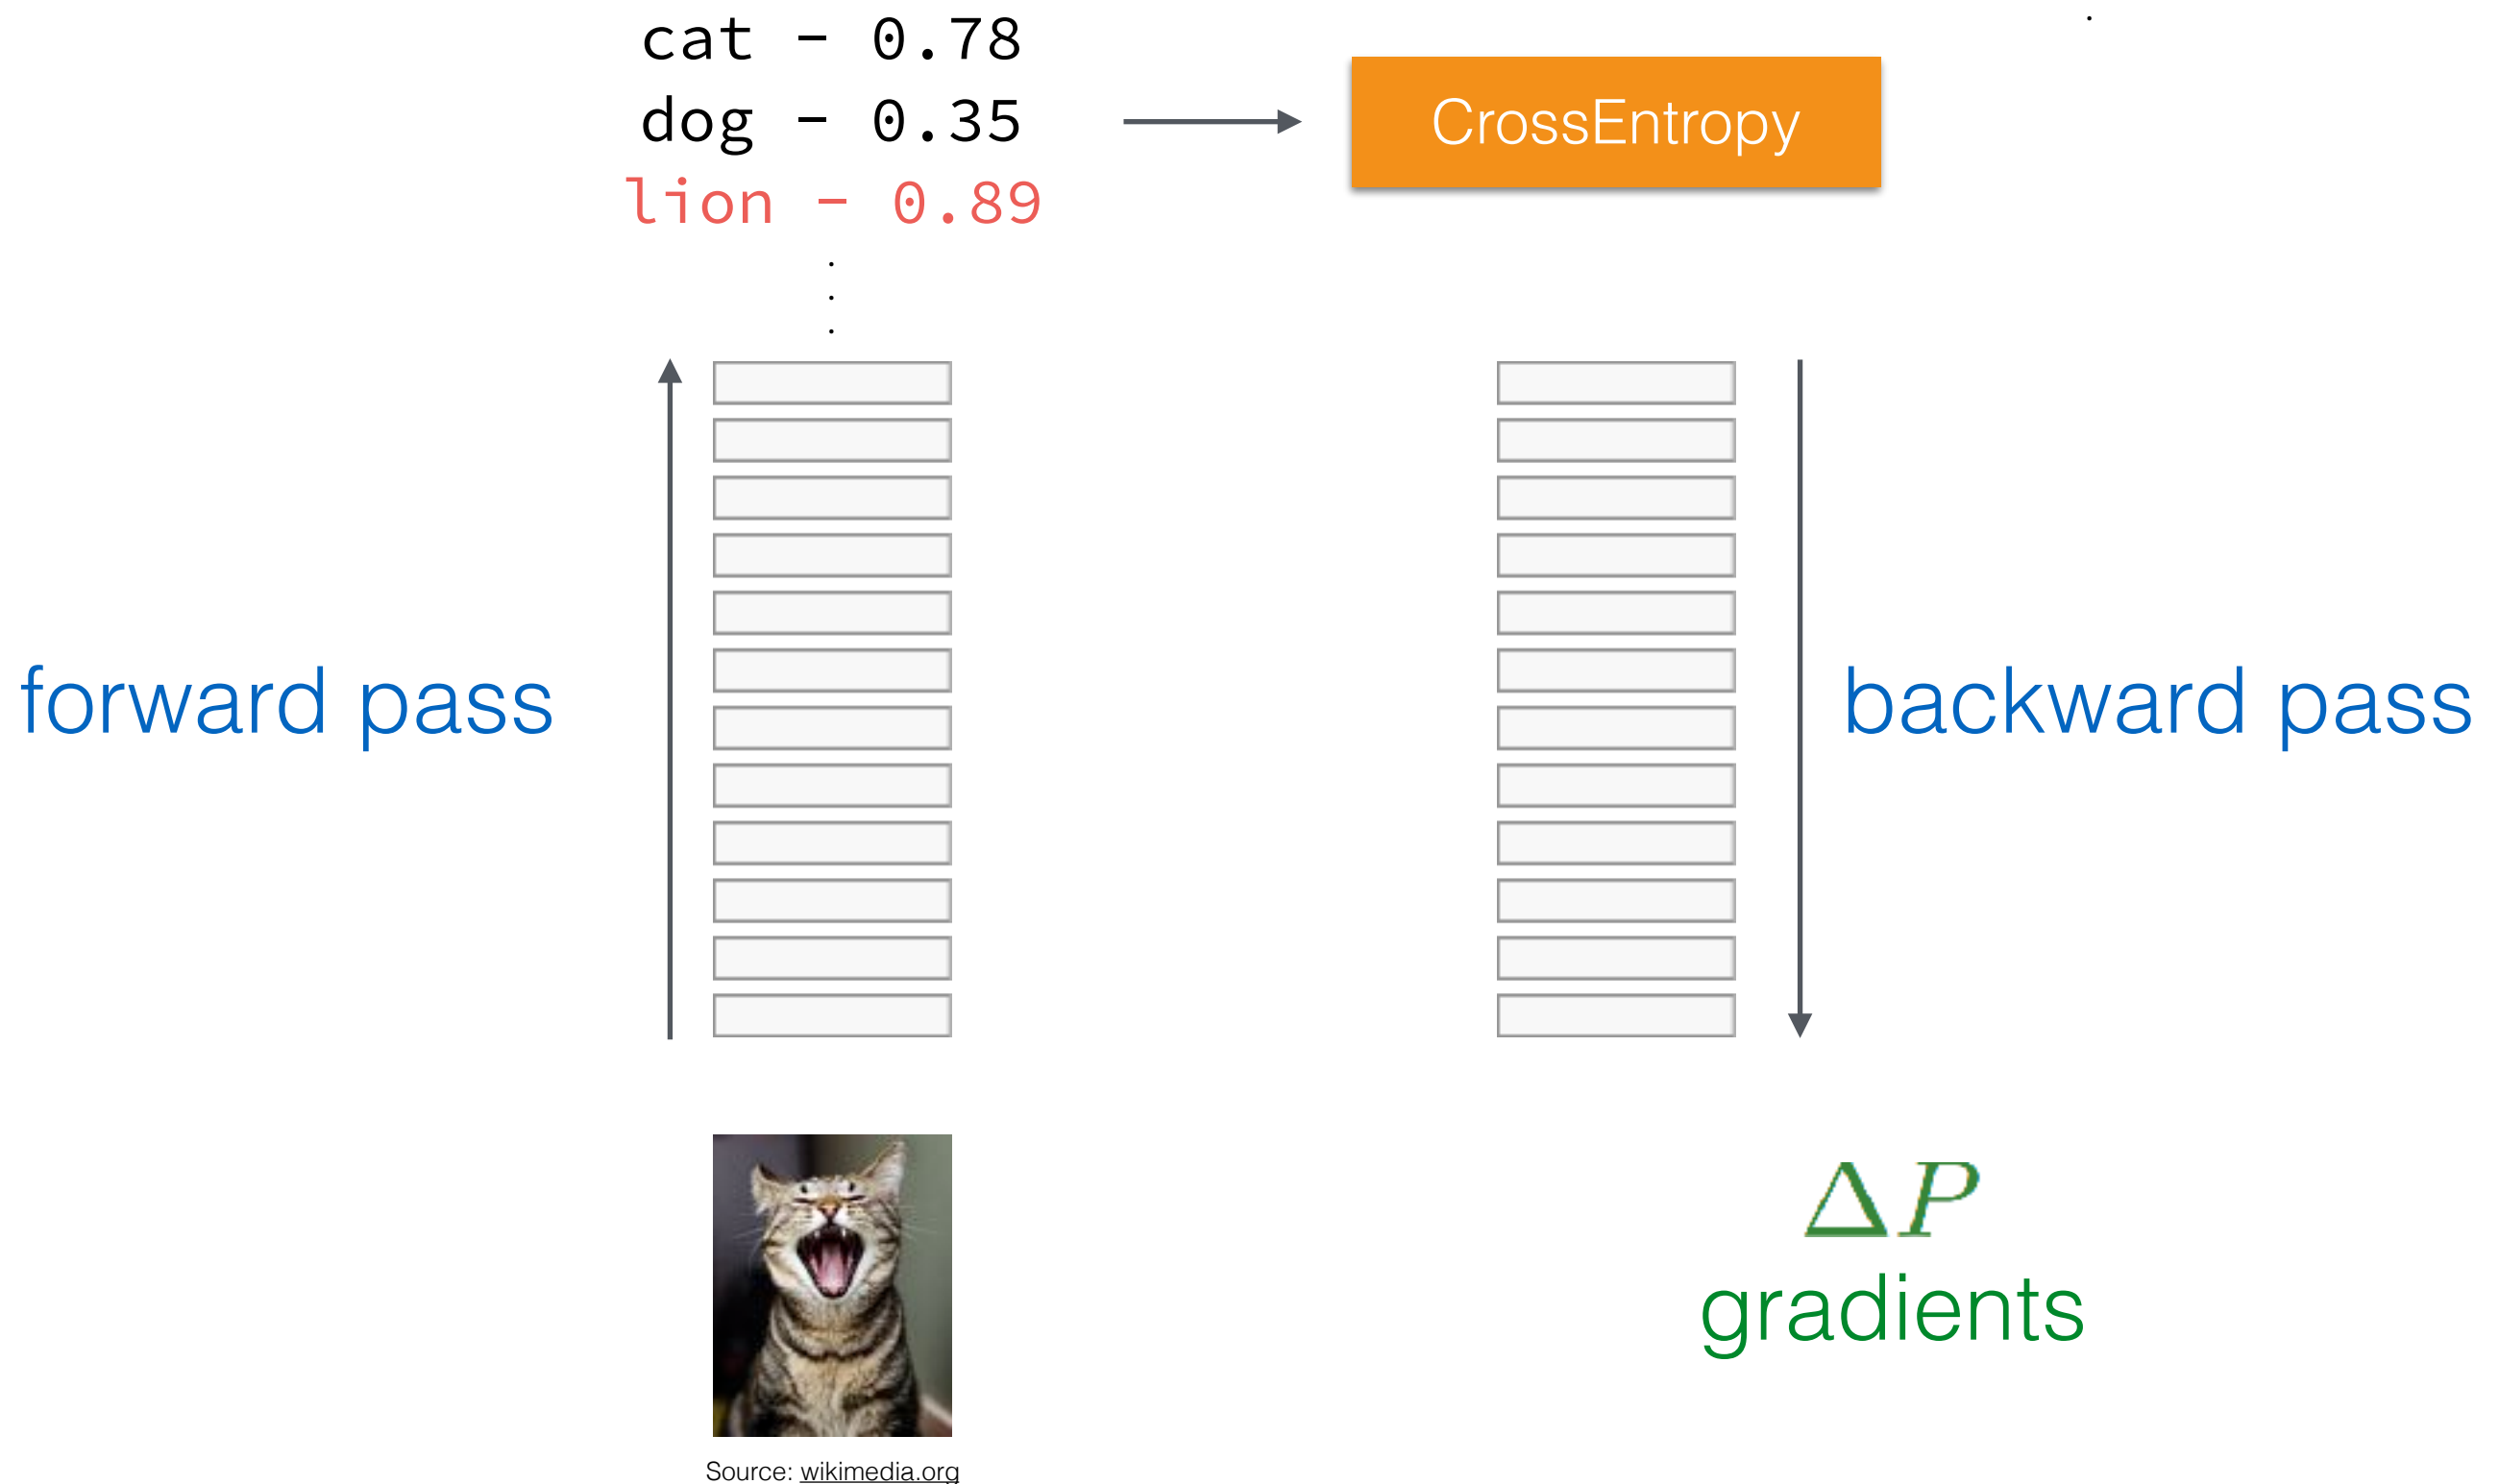 cat - 0.78
dog - 0.35
lion - 0.89
.
.
.
CrossEntropy
forward pass
backward pass
ΔP
gradients
Source: wikimedia.org